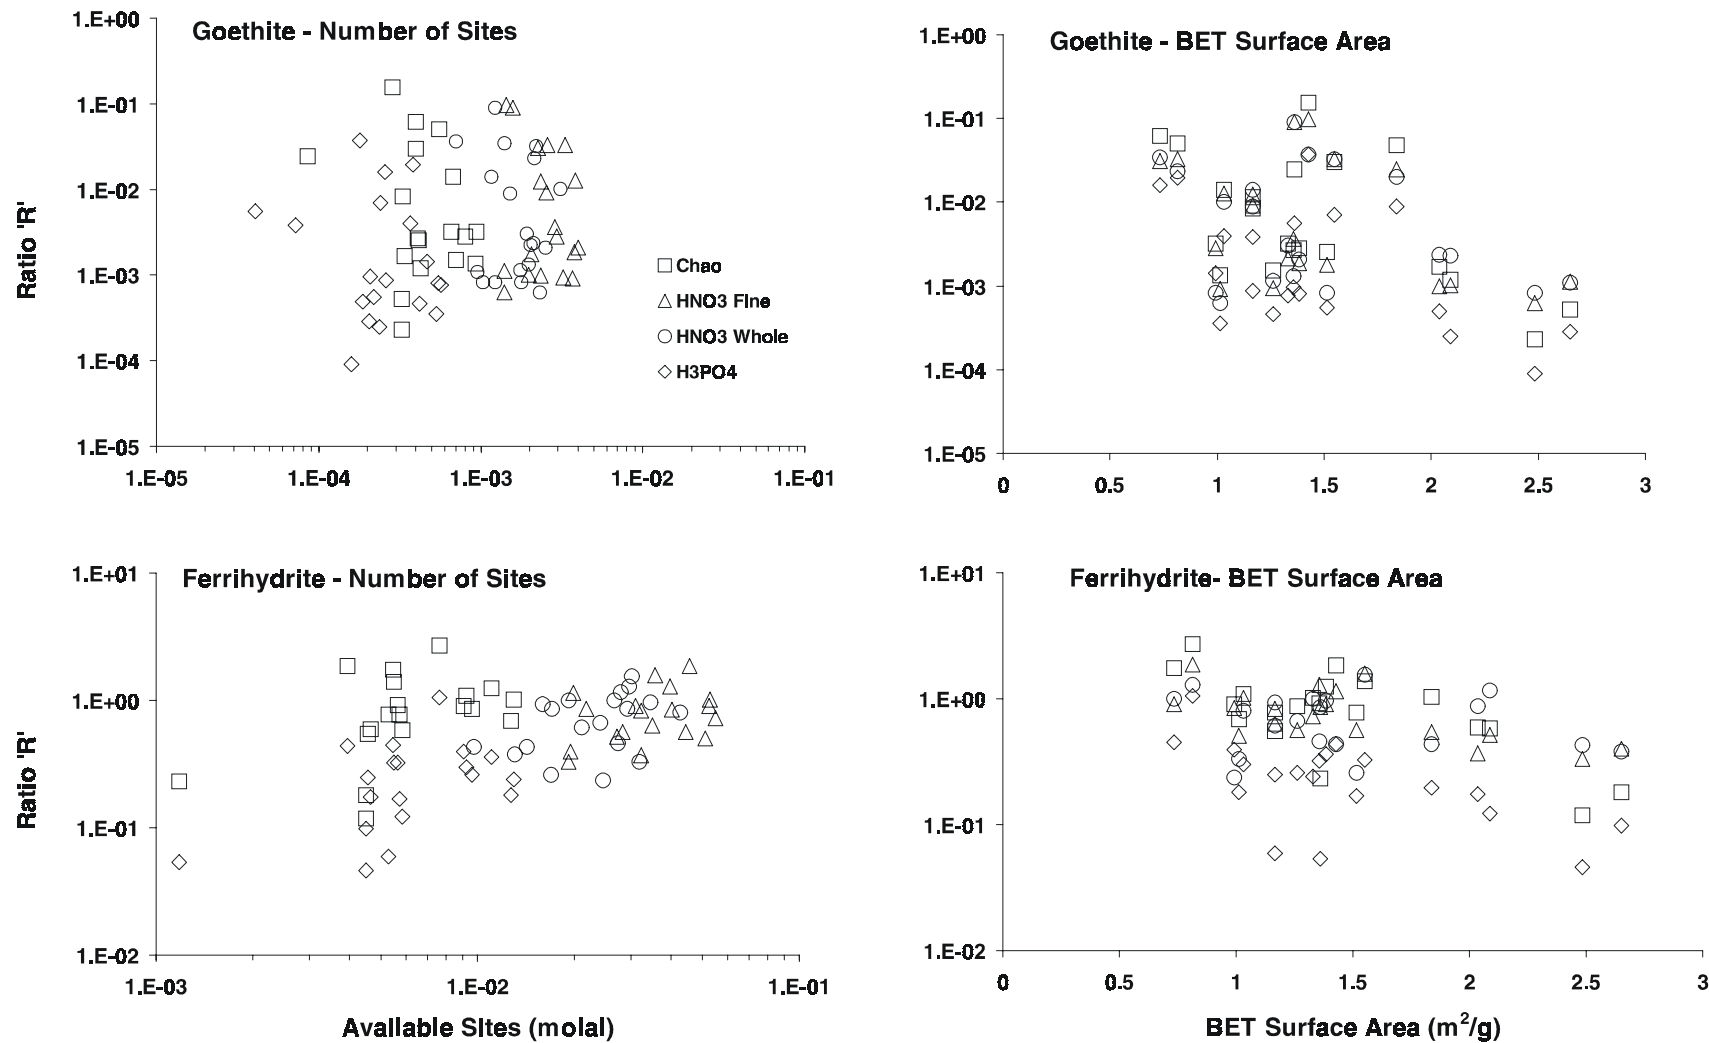 Goethite - Number of Sites
1.E+00
1.E-01
1.E-02
1.E-03
1.E-04
1.E-05
Ratio 'R'
Chao
HNO3 Fine
HNO3 Whole
H3PO4
1.E-05 1.E-04 1.E-03 1.E-02 1.E-01
Goethite - BET Surface Area
1.E+00
1.E-01
1.E-02
1.E-03
1.E-04
1.E-05
0 0.5 1 1.5 2 2.5 3
Ferrihydrite - Number of Sites
1.E+01
1.E+00
1.E-01
1.E-02
Ratio 'R'
1.E-03 1.E-02 1.E-01
Available Sites (molal)
Ferrihydrite- BET Surface Area
1.E+01
1.E+00
1.E-01
1.E-02
0 0.5 1 1.5 2 2.5 3
BET Surface Area (m²/g)